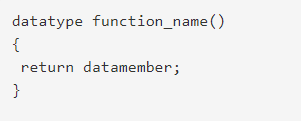 datatype function_name()
{
 return datamember;
}